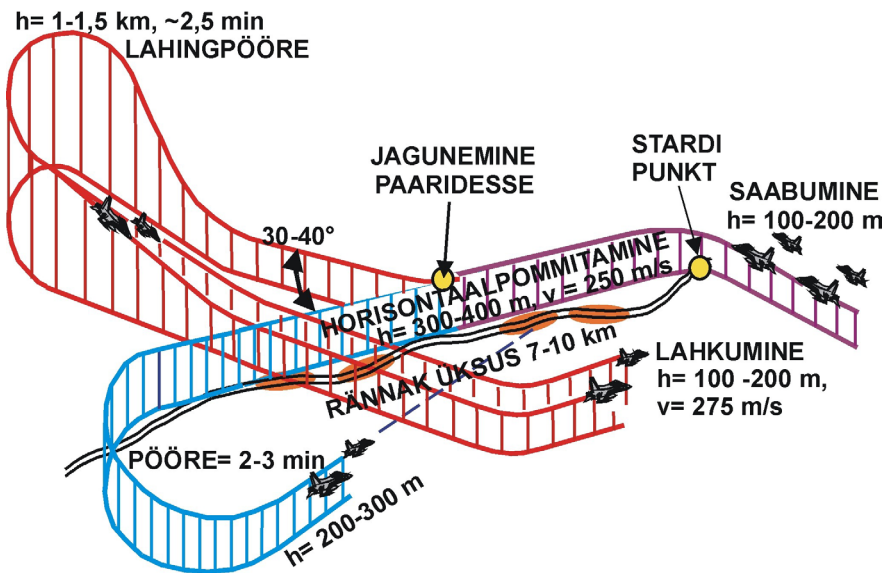 h= 1-1,5 km, ~2,5 min
LAHINGPÖÖRE
JAGUNEMINE
PAARIDESSE
STARDI
PUNKT
SAABUMINE
h= 100-200 m
30-40°
HORISONTAALPOMMITAMINE
h= 300-400 m, v = 250 m/s
RÄNNAK ÜKSUS 7-10 km
LAHKUMINE
h= 100 -200 m,
v= 275 m/s
PÖÖRE= 2-3 min
h= 200-300 m